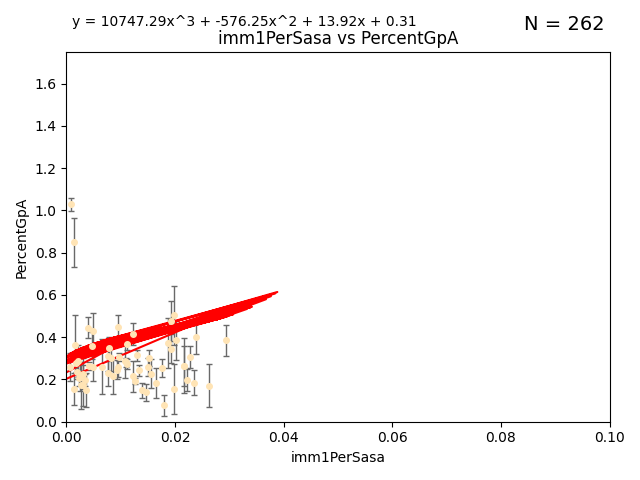 y = 10747.29x^3 + -576.25x^2 + 13.92x + 0.31
N = 262
imm1PerSasa vs PercentGpA
PercentGpA
1.6
1.4
1.2
1.0
0.8
0.6
0.4
0.2
0.0
0.00 0.02 0.04 0.06 0.08 0.10
imm1PerSasa